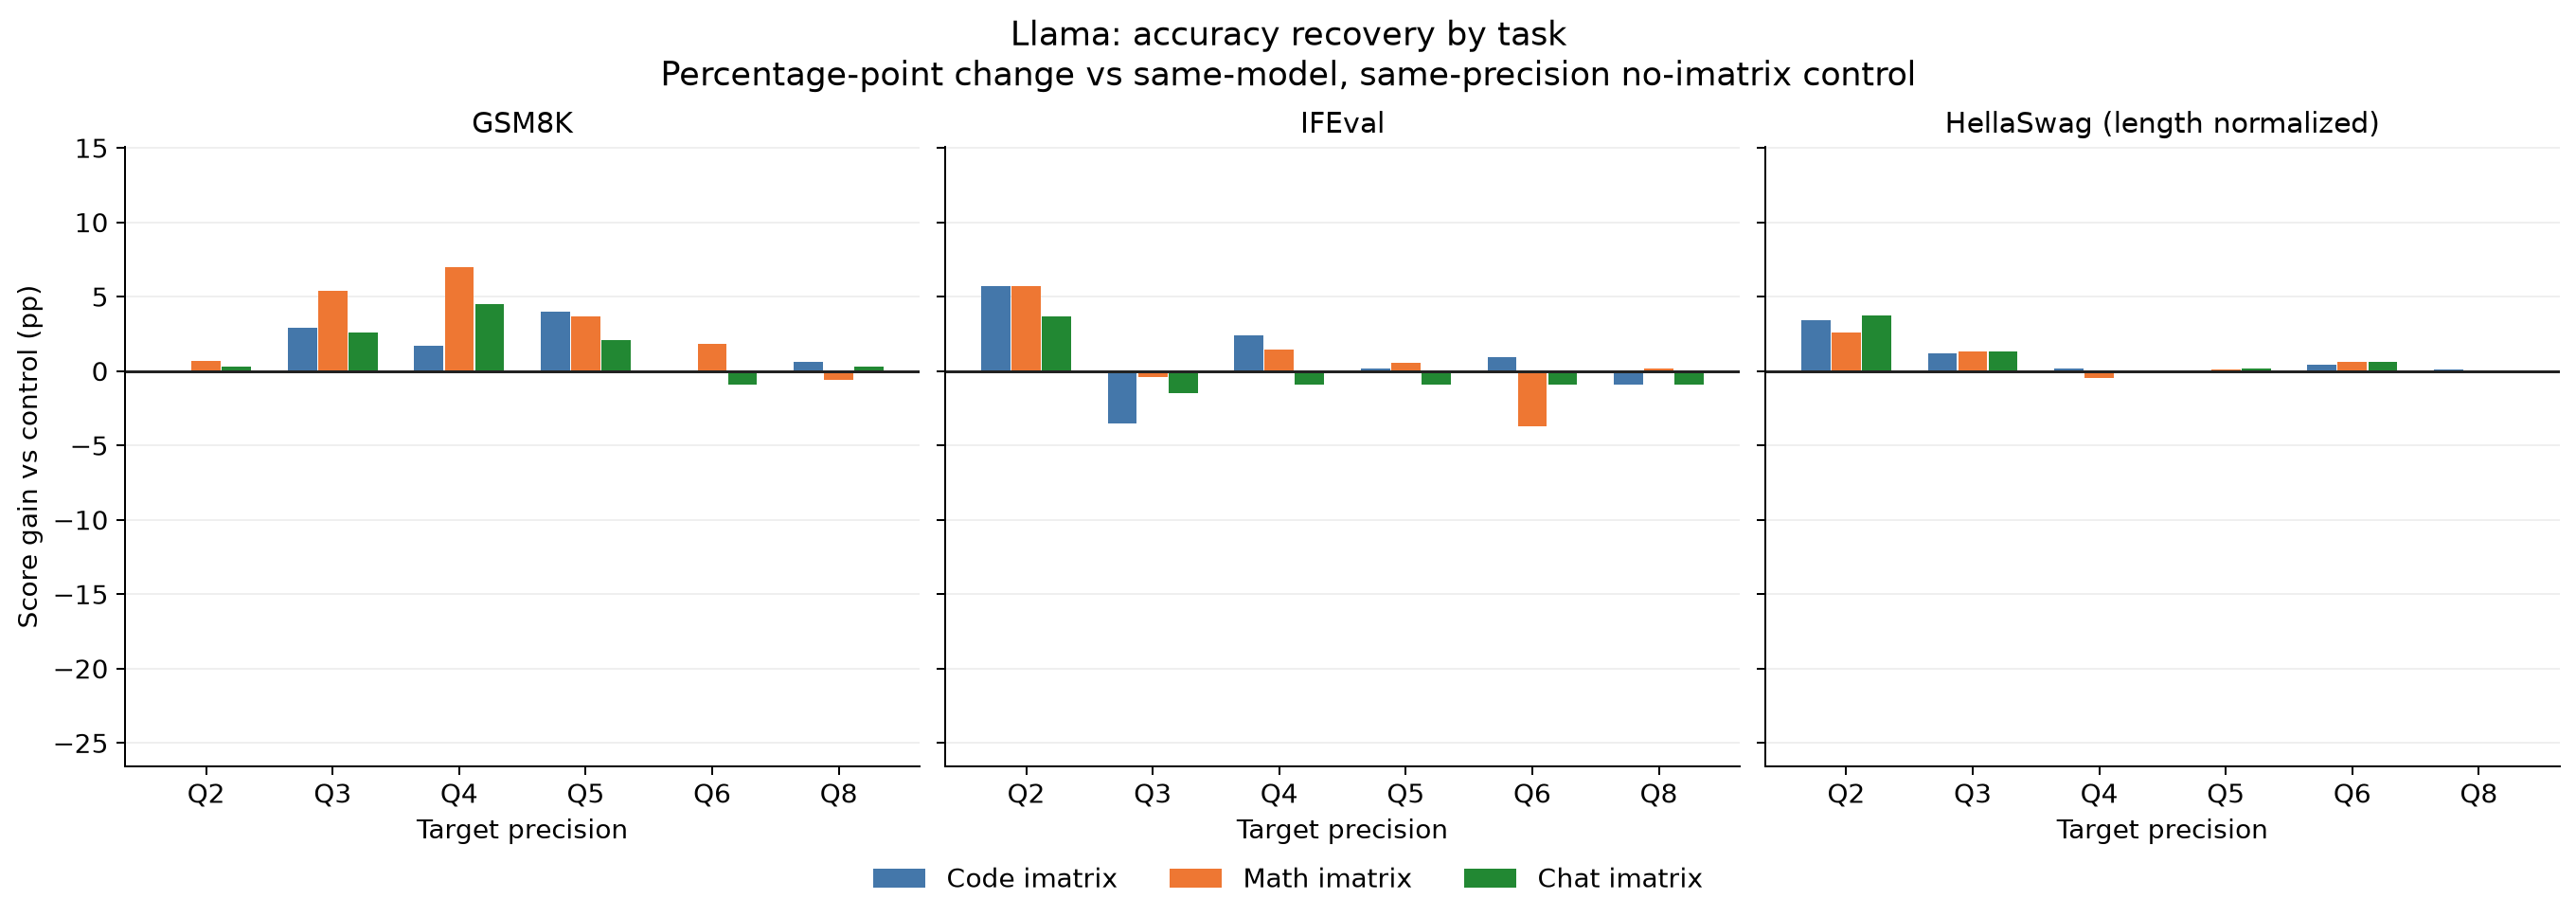 Llama: accuracy recovery by task
Percentage-point change vs same-model, same-precision no-imatrix control
GSM8K
IFEval
HellaSwag (length normalized)
Score gain vs control (pp)
15
10
5
0
−5
−10
−15
−20
−25
Q2 Q3 Q4 Q5 Q6 Q8
Target precision
Q2 Q3 Q4 Q5 Q6 Q8
Target precision
Q2 Q3 Q4 Q5 Q6 Q8
Target precision
Code imatrix
Math imatrix
Chat imatrix